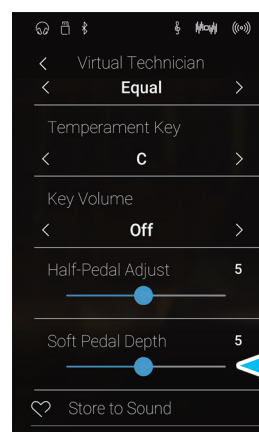 Virtual Technician
Equal
Temperament Key
C
Key Volume
Off
Half-Pedal Adjust 5
Soft Pedal Depth 5
Store to Sound